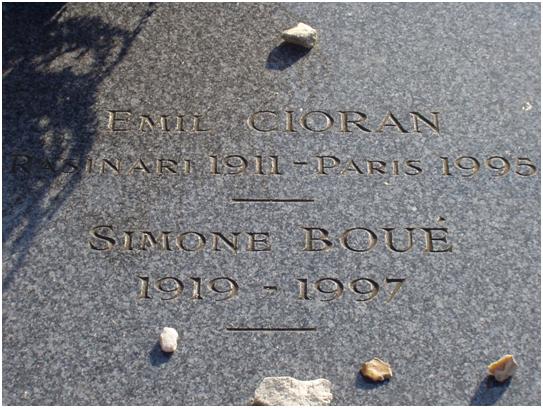 EMIL CIORAN
RASINARI 1911 - PARIS 1995
SIMONE BOUÉ
1919 - 1997